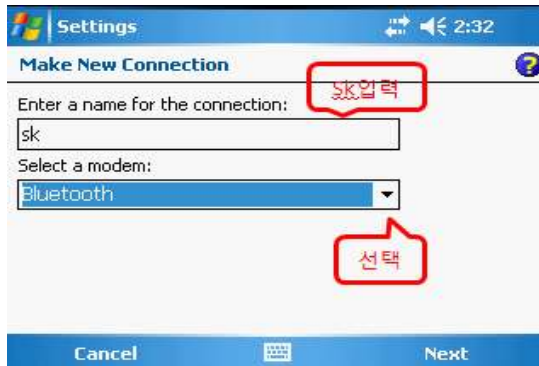 Settings 2:32
Make New Connection
sk입력
Enter a name for the connection:
sk
Select a modem:
Bluetooth
선택
Cancel Next